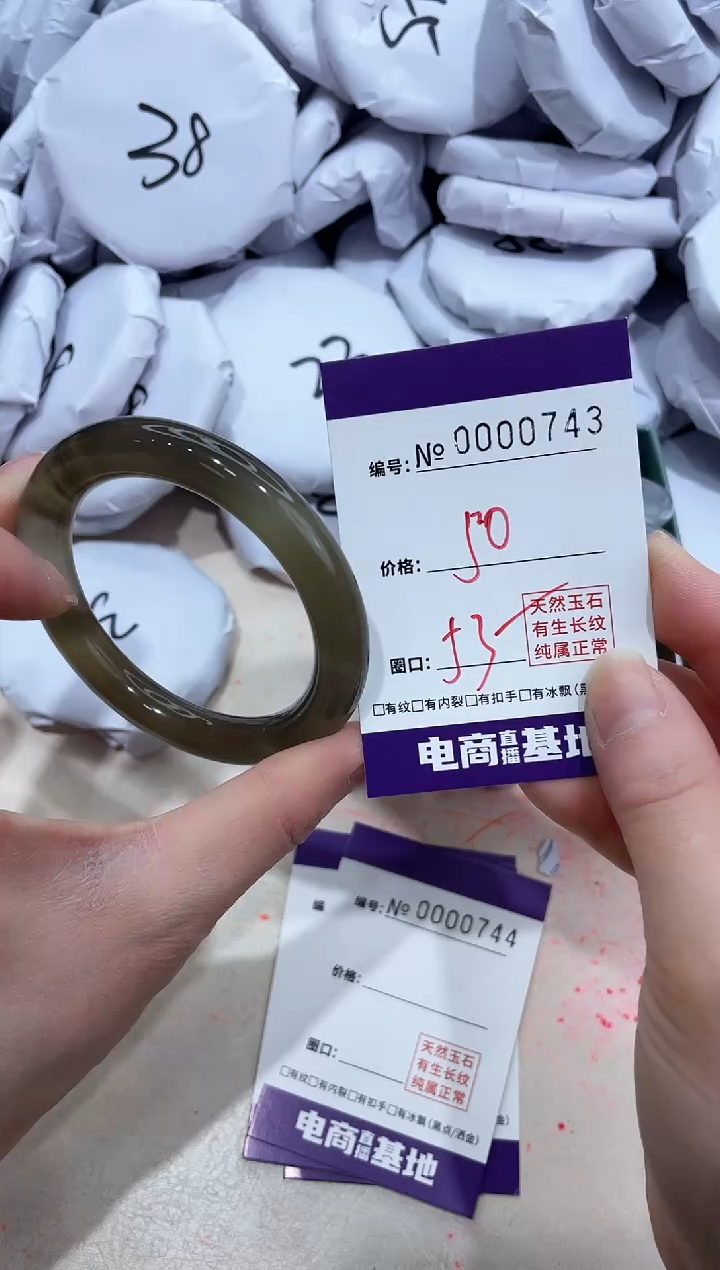 38
编号: № 0000743
价格: 50
圈口: 53
天然玉石
有生长纹
纯属正常
□有纹□有内裂□有扣手□有冰飘(黑
电商直播基地
编
编号: № 0000744
价格:
圈口:
天然玉石
有生长纹
纯属正常
□有纹□有内裂□有扣手□有冰飘(黑点/洒金)
金)
电商直播基地